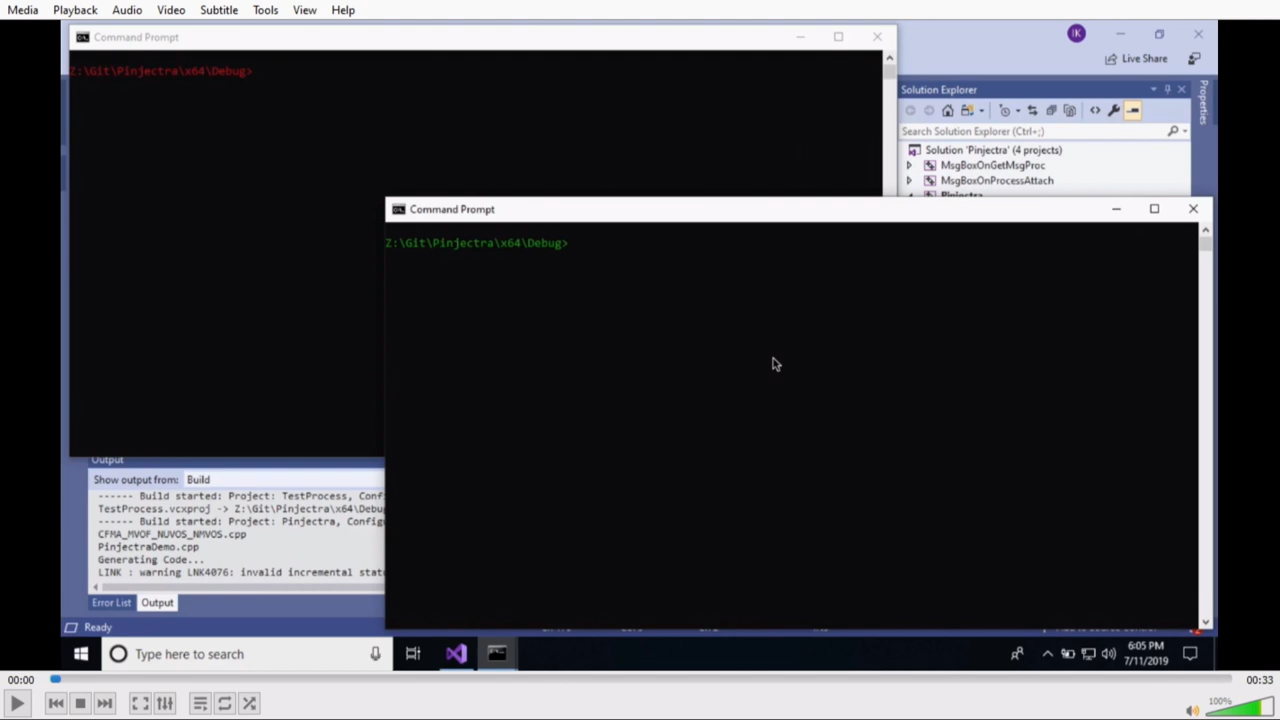 Media Playback Audio Video Subtitle Tools View Help
Command Prompt
IK
Live Share
Z:\Git\Pinjectra\x64\Debug>
Solution Explorer
Properties
Search Solution Explorer (Ctrl+;)
Solution 'Pinjectra' (4 projects)
MsgBoxOnGetMsgProc
MsgBoxOnProcessAttach
Pinjectra
Command Prompt
Z:\Git\Pinjectra\x64\Debug>
Output
Show output from: Build
------ Build started: Project: TestProcess, Conf
TestProcess.vcxproj -> Z:\Git\Pinjectra\x64\Debu
------ Build started: Project: Pinjectra, Config
CFMA_MVOF_NUVOS_NMVOS.cpp
PinjectraDemo.cpp
Generating Code...
LINK : warning LNK4076: invalid incremental stat
Error List Output
Ready
Type here to search
6:05 PM
7/11/2019
00:00 00:33
100%